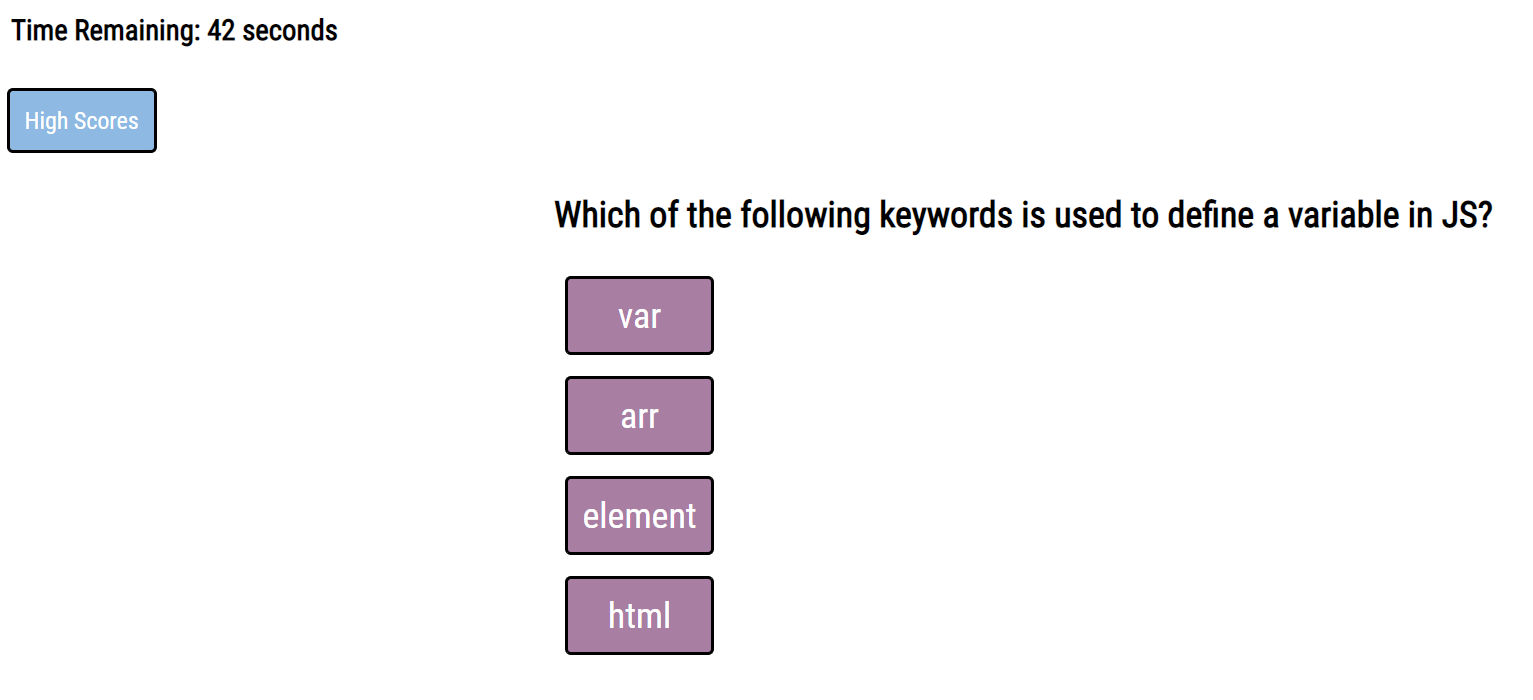 Time Remaining: 42 seconds
High Scores
Which of the following keywords is used to define a variable in JS?
var
arr
element
html